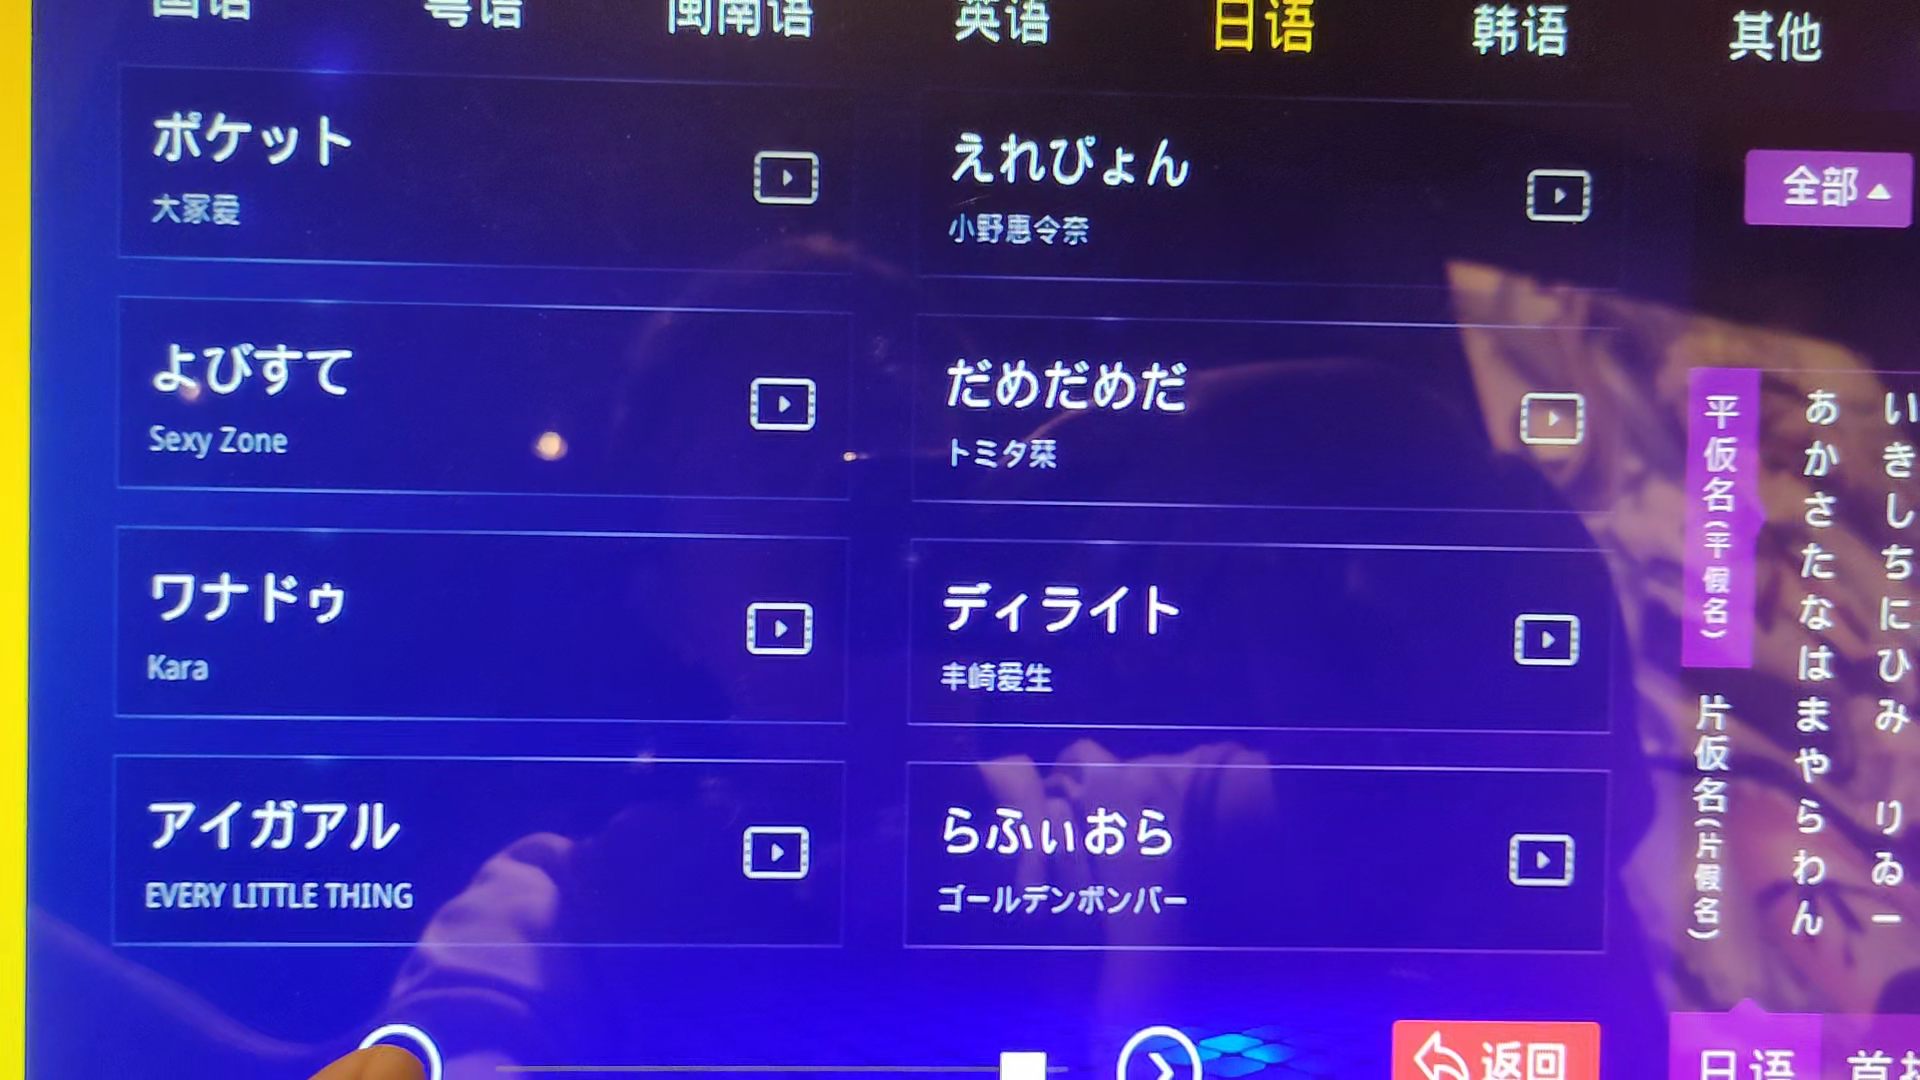 国语 粤语 闽南语 英语 日语 韩语 其他
ポケット
大冢爱
えれぴょん
小野惠令奈
全部
よびすて
Sexy Zone
だめだめだ
トミタ栞
ワナドゥ
Kara
ディライト
丰崎爱生
アイガアル
EVERY LITTLE THING
らふぃおら
ゴールデンボンバー
平仮名(平假名)
片仮名(片假名)
あかさたなはまやらわん
いきしちにひみ りゐー
返回
日语